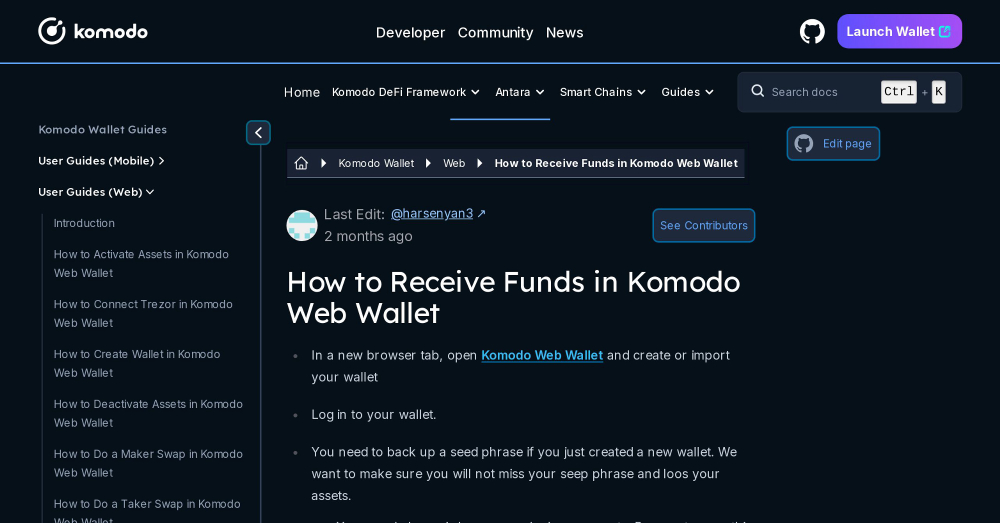 komodo
Developer Community News
Launch Wallet
Home Komodo DeFi Framework Antara Smart Chains Guides
Search docs Ctrl + K
Komodo Wallet Guides
User Guides (Mobile)
User Guides (Web)
Introduction
How to Activate Assets in Komodo
Web Wallet
How to Connect Trezor in Komodo
Web Wallet
How to Create Wallet in Komodo
Web Wallet
How to Deactivate Assets in Komodo
Web Wallet
How to Do a Maker Swap in Komodo
Web Wallet
How to Do a Taker Swap in Komodo
Web Wallet
Edit page
Komodo Wallet Web How to Receive Funds in Komodo Web Wallet
Last Edit: @harsenyan3 ↗
2 months ago
See Contributors
How to Receive Funds in Komodo
Web Wallet
In a new browser tab, open Komodo Web Wallet and create or import
your wallet
Log in to your wallet.
You need to back up a seed phrase if you just created a new wallet. We
want to make sure you will not miss your seep phrase and loos your
assets.